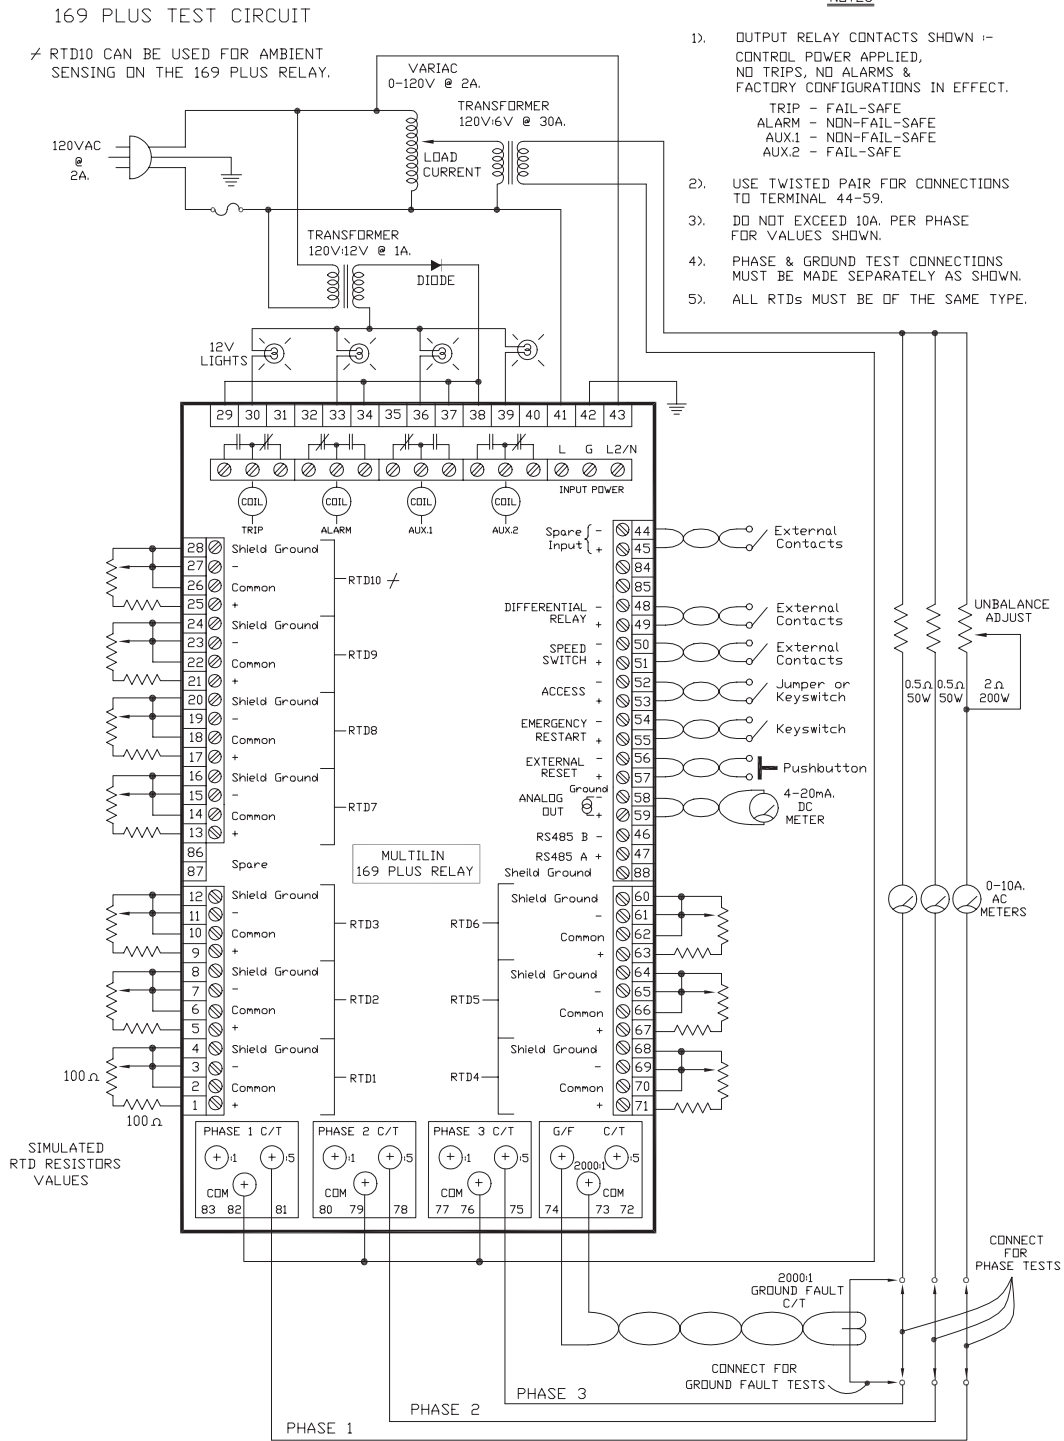 169 PLUS TEST CIRCUIT
≠ RTD10 CAN BE USED FOR AMBIENT
SENSING ON THE 169 PLUS RELAY.
NOTES
1). OUTPUT RELAY CONTACTS SHOWN :-
CONTROL POWER APPLIED,
NO TRIPS, NO ALARMS &
FACTORY CONFIGURATIONS IN EFFECT.
TRIP - FAIL-SAFE
ALARM - NON-FAIL-SAFE
AUX.1 - NON-FAIL-SAFE
AUX.2 - FAIL-SAFE
2). USE TWISTED PAIR FOR CONNECTIONS
TO TERMINAL 44-59.
3). DO NOT EXCEED 10A. PER PHASE
FOR VALUES SHOWN.
4). PHASE & GROUND TEST CONNECTIONS
MUST BE MADE SEPARATELY AS SHOWN.
5). ALL RTDs MUST BE OF THE SAME TYPE.
VARIAC
0-120V @ 2A.
TRANSFORMER
120V:6V @ 30A.
120VAC
@
2A.
LOAD
CURRENT
TRANSFORMER
120V:12V @ 1A.
DIODE
12V
LIGHTS
29 30 31 32 33 34 35 36 37 38 39 40 41 42 43
L G L2/N
INPUT POWER
COIL COIL COIL COIL
TRIP ALARM AUX.1 AUX.2
28 Shield Ground
27 -
26 Common
25 +
RTD10 ≠
24 Shield Ground
23 -
22 Common
21 +
RTD9
20 Shield Ground
19 -
18 Common
17 +
RTD8
16 Shield Ground
15 -
14 Common
13 +
RTD7
86
87
Spare
MULTILIN
169 PLUS RELAY
12 Shield Ground
11 -
10 Common
9 +
RTD3
8 Shield Ground
7 -
6 Common
5 +
RTD2
4 Shield Ground
3 -
2 Common
1 +
RTD1
100Ω
100Ω
SIMULATED
RTD RESISTORS
VALUES
Spare - 44
Input + 45
External
Contacts
84
85
DIFFERENTIAL - 48
RELAY + 49
External
Contacts
SPEED - 50
SWITCH + 51
External
Contacts
ACCESS - 52
+ 53
Jumper or
Keyswitch
EMERGENCY - 54
RESTART + 55
Keyswitch
EXTERNAL - 56
RESET + 57
Pushbutton
Ground
ANALOG - 58
OUT + 59
4-20mA.
DC
METER
RS485 B - 46
RS485 A + 47
Sheild Ground 88
Shield Ground 60
- 61
Common 62
+ 63
RTD6
Shield Ground 64
- 65
Common 66
+ 67
RTD5
Shield Ground 68
- 69
Common 70
+ 71
RTD4
UNBALANCE
ADJUST
0.5Ω 0.5Ω 2Ω
50W 50W 200W
0-10A.
AC
METERS
PHASE 1 C/T
:1 :5
COM
83 82 81
PHASE 2 C/T
:1 :5
COM
80 79 78
PHASE 3 C/T
:1 :5
COM
77 76 75
G/F C/T
2000:1 :5
COM
74 73 72
CONNECT
FOR
PHASE TESTS
2000:1
GROUND FAULT
C/T
CONNECT FOR
GROUND FAULT TESTS
PHASE 3
PHASE 2
PHASE 1